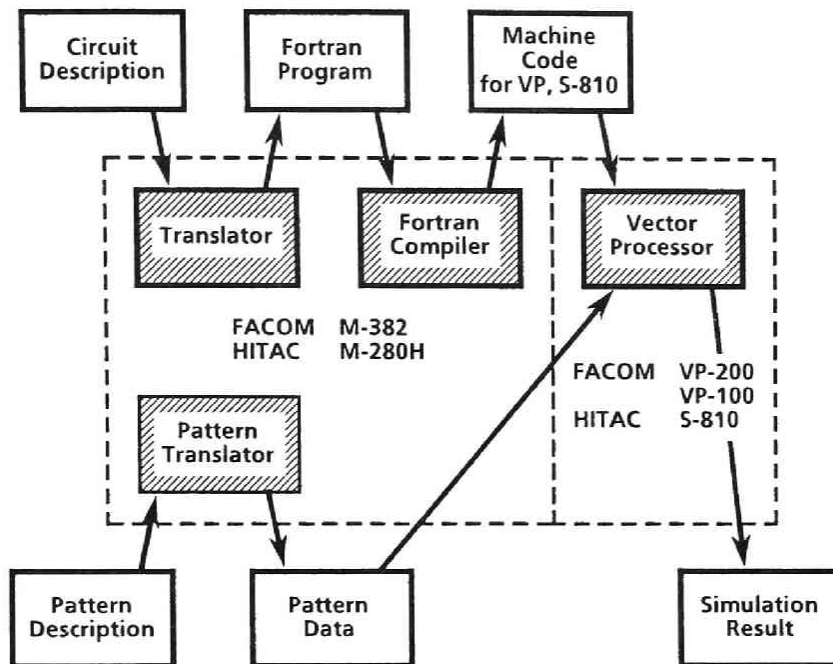 Circuit
Description
Fortran
Program
Machine
Code
for VP, S-810
Translator
Fortran
Compiler
Vector
Processor
FACOM M-382
HITAC M-280H
FACOM VP-200
VP-100
HITAC S-810
Pattern
Translator
Pattern
Description
Pattern
Data
Simulation
Result